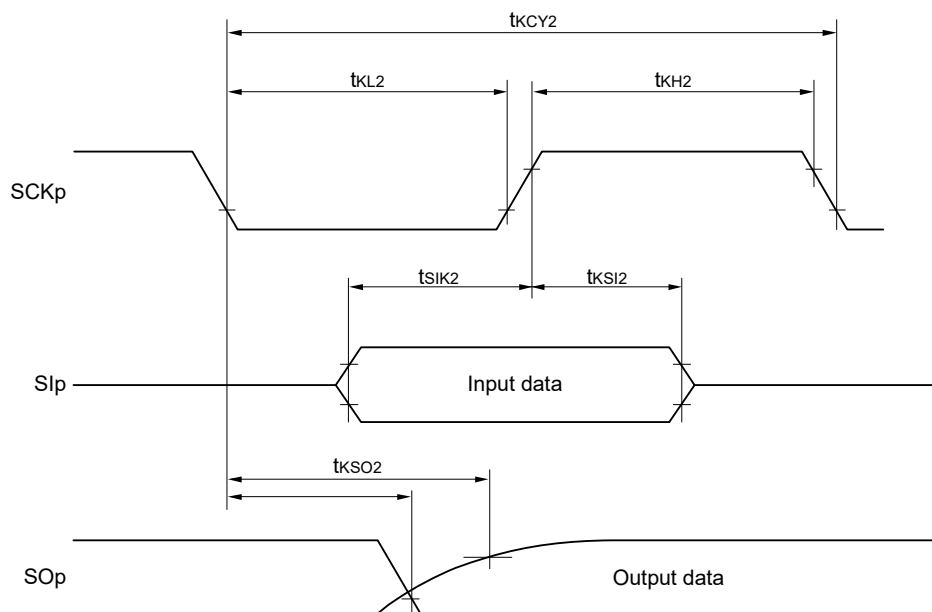 tKCY2
tKL2
tKH2
SCKp
tSIK2
tKSI2
SIp
Input data
tKSO2
SOp
Output data